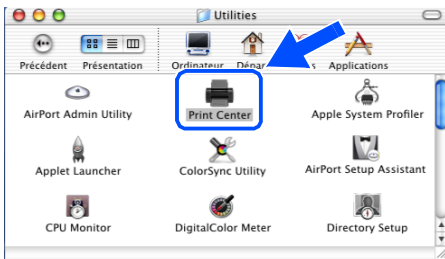 Utilities
Précédent Présentation Ordinateur Applications
AirPort Admin Utility Print Center Apple System Profiler
Applet Launcher ColorSync Utility AirPort Setup Assistant
CPU Monitor DigitalColor Meter Directory Setup